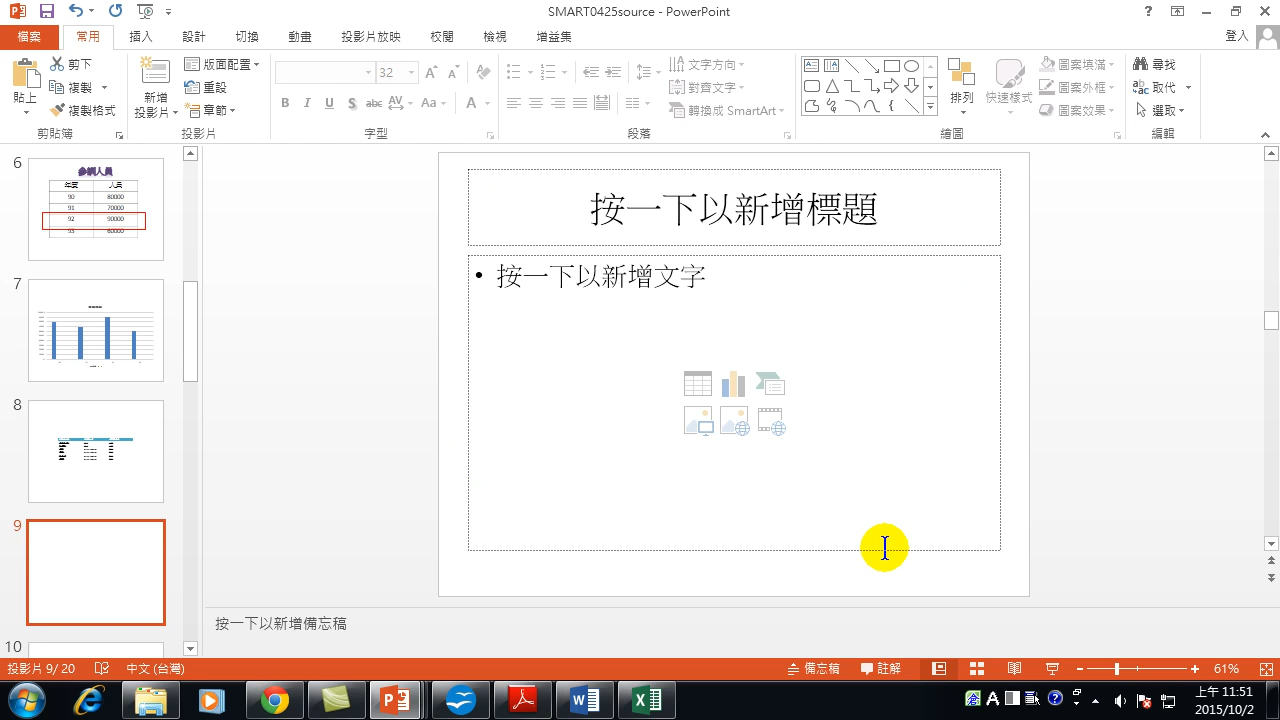 SMART0425source - PowerPoint
?
檔案 常用 插入 設計 切換 動畫 投影片放映 校閱 檢視 增益集 登入
貼上 剪下 複製 複製格式 剪貼簿
新增投影片 版面配置 重設 章節 投影片
32 B I U S abc AV Aa A 字型
文字方向 對齊文字 轉換成 SmartArt 段落
排列 快速樣式 圖案填滿 圖案外框 圖案效果 繪圖
尋找 取代 選取 編輯
6
參訓人員
年度 人員
90 80000
91 70000
92 90000
93 60000
7
8
9
10
按一下以新增標題
• 按一下以新增文字
按一下以新增備忘稿
投影片 9/ 20 中文 (台灣) 備忘稿 註解 61%
上午 11:51
2015/10/2